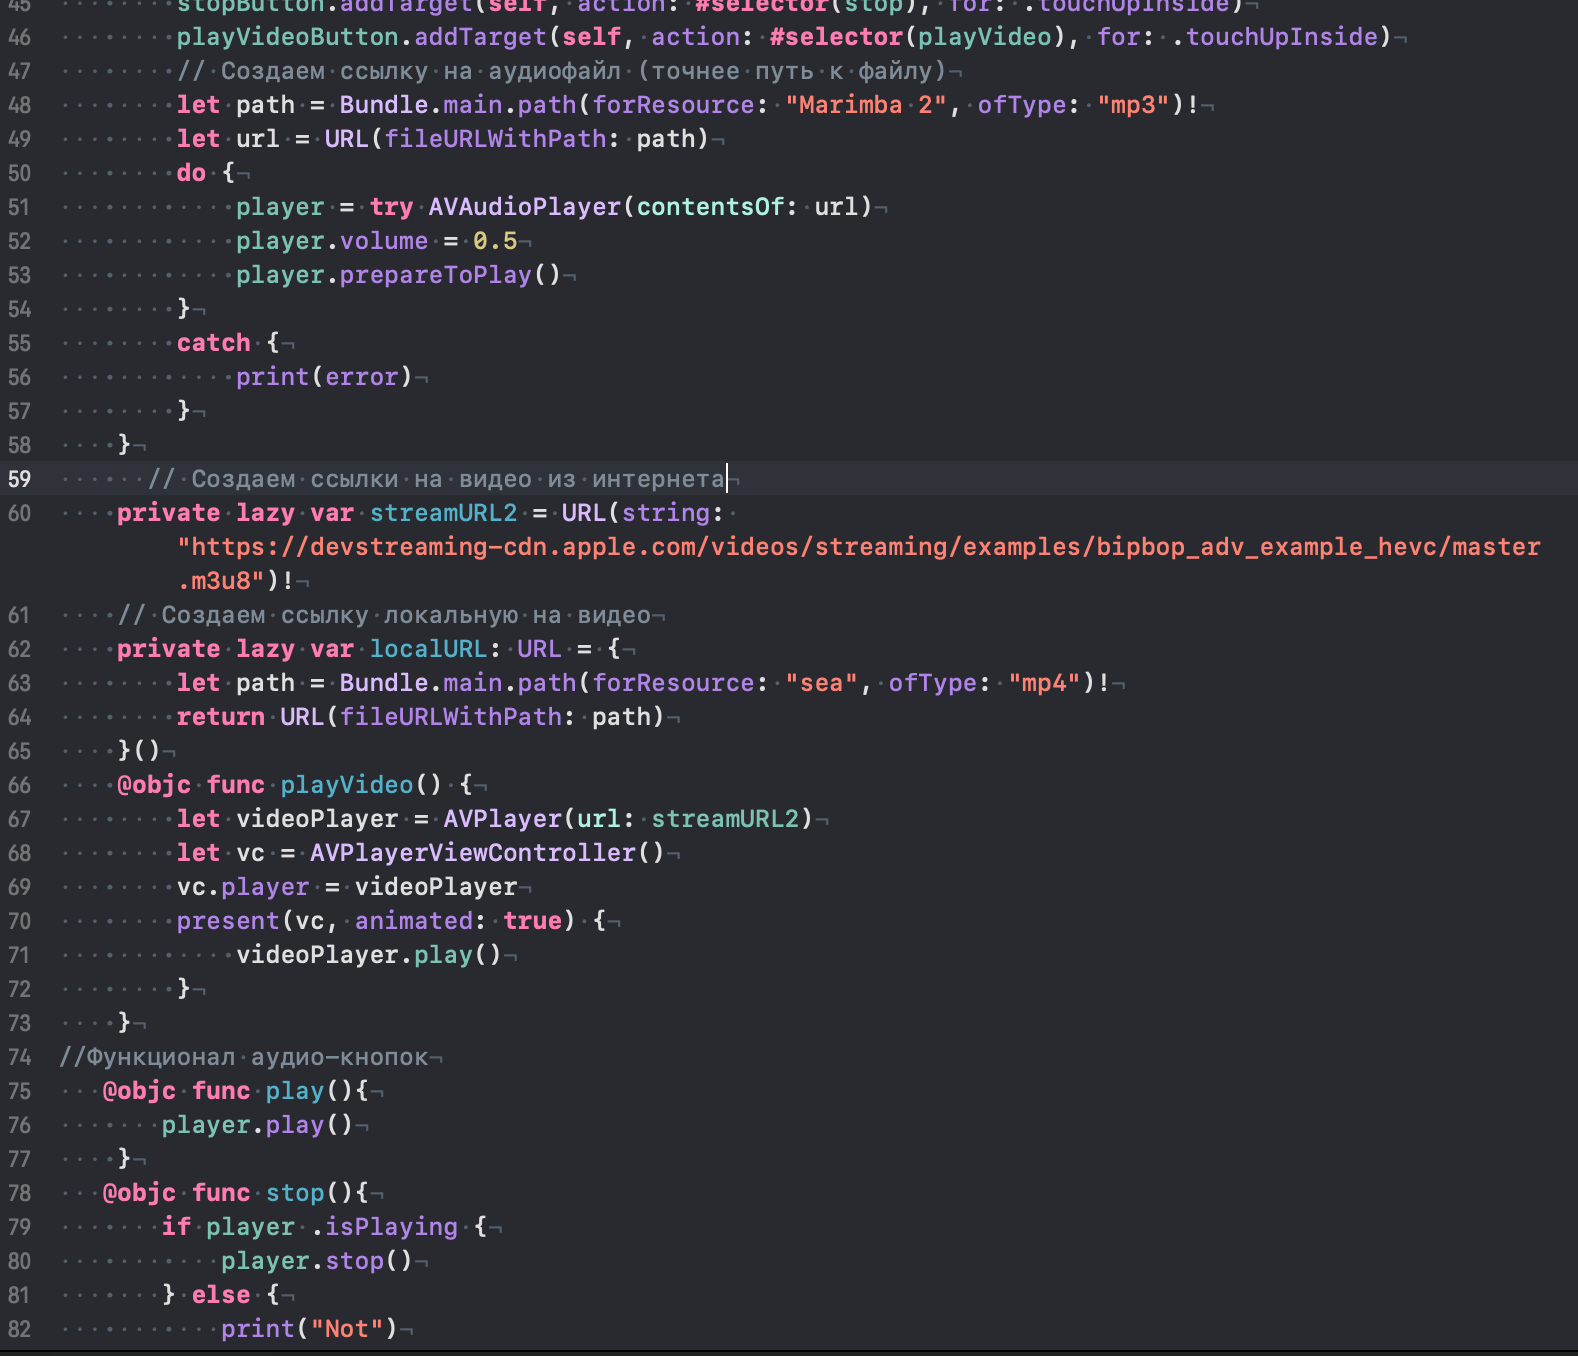 45 stopButton.addTarget(self, action: #selector(stop), for: .touchUpInside)
46 playVideoButton.addTarget(self, action: #selector(playVideo), for: .touchUpInside)
47 // Создаем ссылку на аудиофайл (точнее путь к файлу)
48 let path = Bundle.main.path(forResource: "Marimba 2", ofType: "mp3")!
49 let url = URL(fileURLWithPath: path)
50 do {
51 player = try AVAudioPlayer(contentsOf: url)
52 player.volume = 0.5
53 player.prepareToPlay()
54 }
55 catch {
56 print(error)
57 }
58 }
59 // Создаем ссылки на видео из интернета
60 private lazy var streamURL2 = URL(string:
"https://devstreaming-cdn.apple.com/videos/streaming/examples/bipbop_adv_example_hevc/master
.m3u8")!
61 // Создаем ссылку локальную на видео
62 private lazy var localURL: URL = {
63 let path = Bundle.main.path(forResource: "sea", ofType: "mp4")!
64 return URL(fileURLWithPath: path)
65 }()
66 @objc func playVideo() {
67 let videoPlayer = AVPlayer(url: streamURL2)
68 let vc = AVPlayerViewController()
69 vc.player = videoPlayer
70 present(vc, animated: true) {
71 videoPlayer.play()
72 }
73 }
74 //Функционал аудио-кнопок
75 @objc func play(){
76 player.play()
77 }
78 @objc func stop(){
79 if player .isPlaying {
80 player.stop()
81 } else {
82 print("Not")